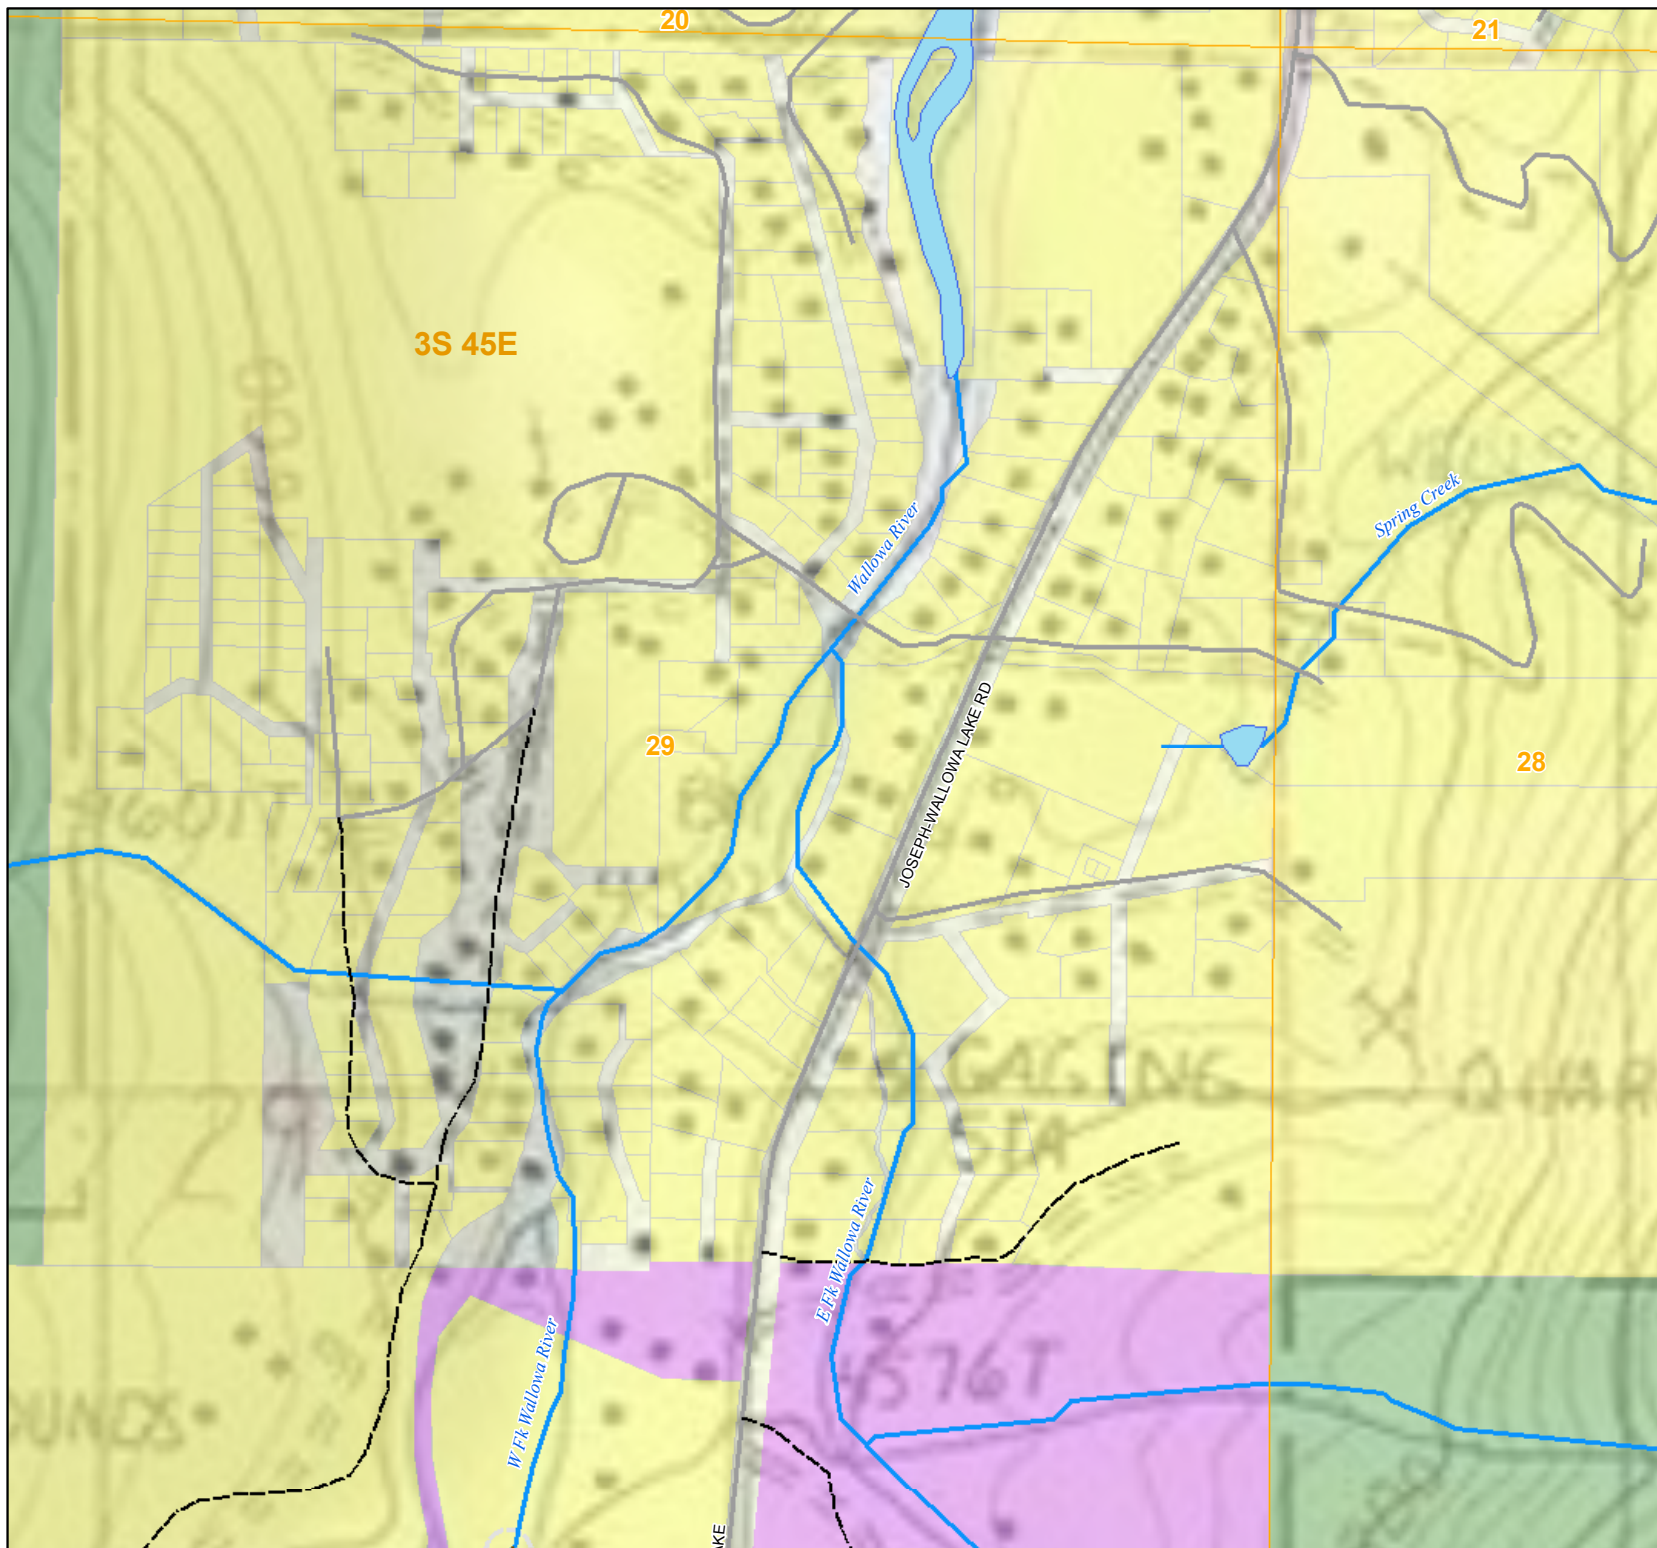 20
21
3S 45E
Wallowa River
Spring Creek
JOSEPH-WALLOWA LAKE RD
29
28
E Fk Wallowa River
4576T
W Fk Wallowa River